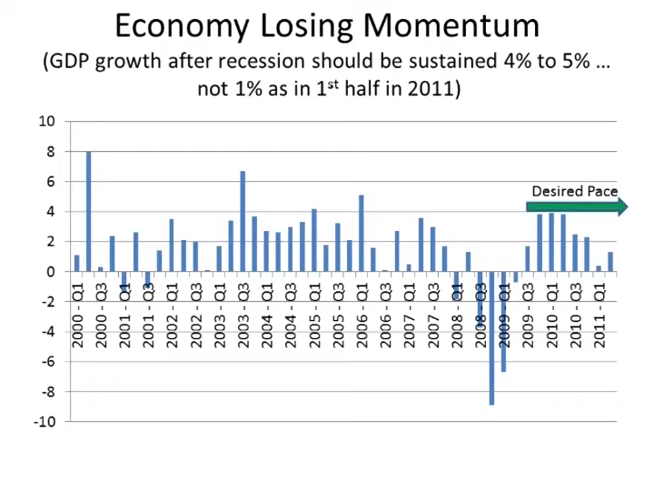 Economy Losing Momentum
(GDP growth after recession should be sustained 4% to 5% …
not 1% as in 1st half in 2011)
10
8
6
4
2
0
-2
-4
-6
-8
-10
Desired Pace
2000 - Q1
2000 - Q3
2001 - Q1
2001 - Q3
2002 - Q1
2002 - Q3
2003 - Q1
2003 - Q3
2004 - Q1
2004 - Q3
2005 - Q1
2005 - Q3
2006 - Q1
2006 - Q3
2007 - Q1
2007 - Q3
2008 - Q1
2008 - Q3
2009 - Q1
2009 - Q3
2010 - Q1
2010 - Q3
2011 - Q1